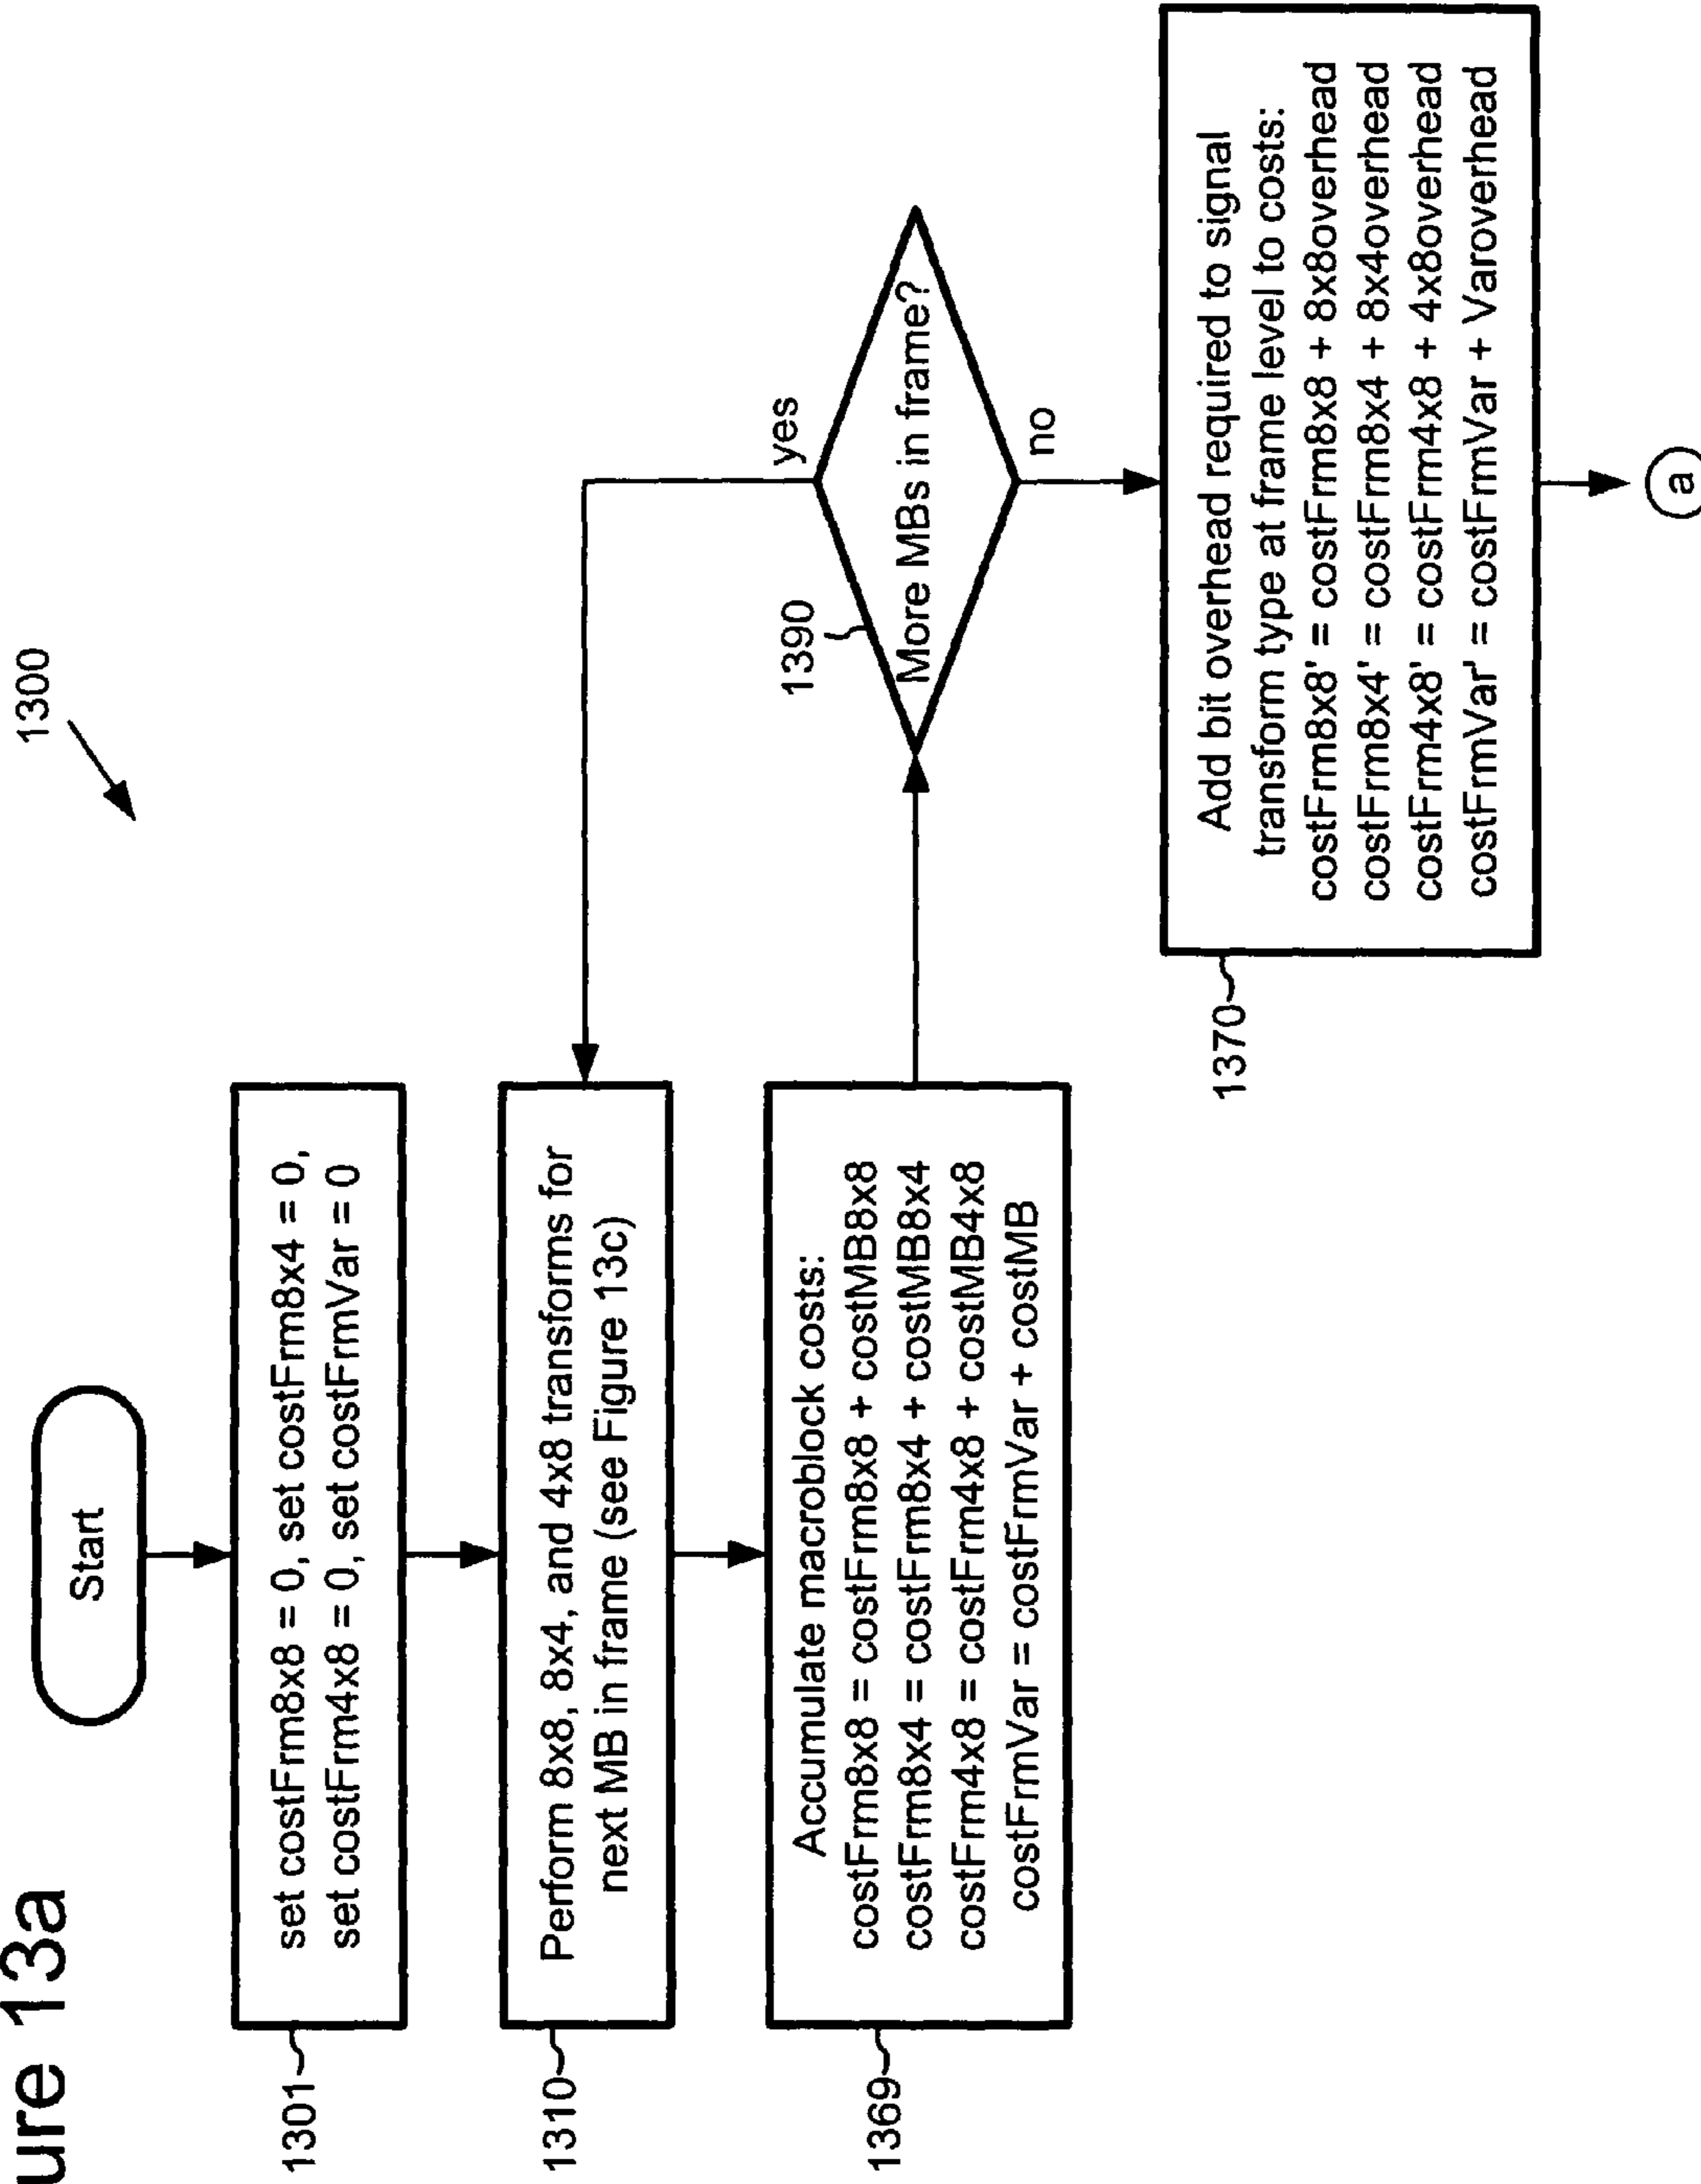 ure 13a
1300
Start
1301
set costFrm8x8 = 0, set costFrm8x4 = 0,
set costFrm4x8 = 0, set costFrmVar = 0
1310
Perform 8x8, 8x4, and 4x8 transforms for
next MB in frame (see Figure 13c)
1369
Accumulate macroblock costs:
costFrm8x8 = costFrm8x8 + costMB8x8
costFrm8x4 = costFrm8x4 + costMB8x4
costFrm4x8 = costFrm4x8 + costMB4x8
costFrmVar = costFrmVar + costMB
yes
1390
More MBs in frame?
no
1370
Add bit overhead required to signal
transform type at frame level to costs:
costFrm8x8' = costFrm8x8 + 8x8overhead
costFrm8x4' = costFrm8x4 + 8x4overhead
costFrm4x8' = costFrm4x8 + 4x8overhead
costFrmVar' = costFrmVar + Varoverhead
a